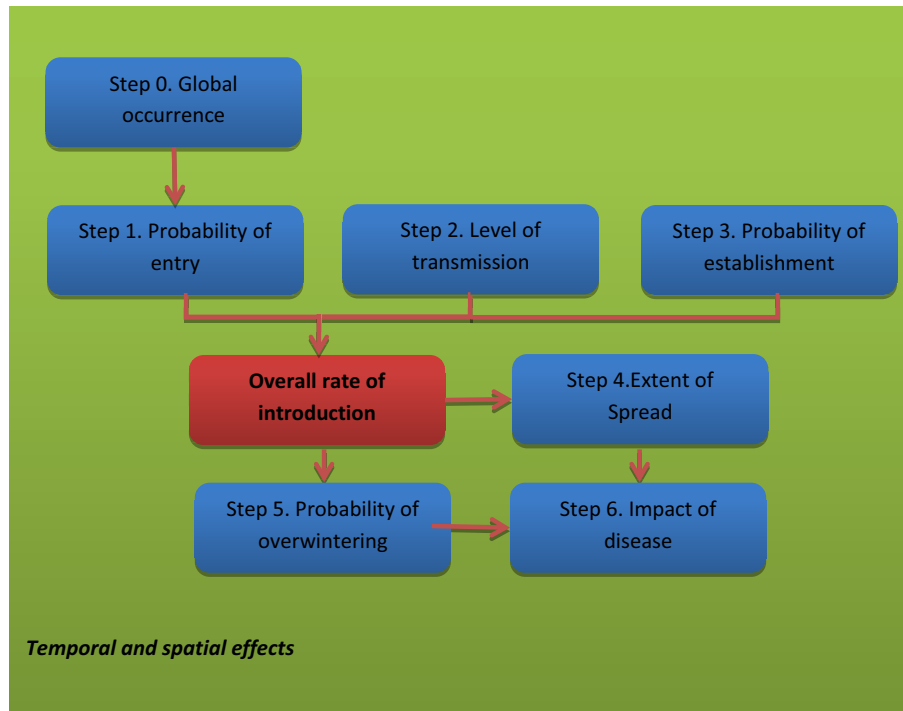 Step 0. Global
occurrence
Step 1. Probability of
entry
Step 2. Level of
transmission
Step 3. Probability of
establishment
Overall rate of
introduction
Step 4.Extent of
Spread
Step 5. Probability of
overwintering
Step 6. Impact of
disease
Temporal and spatial effects